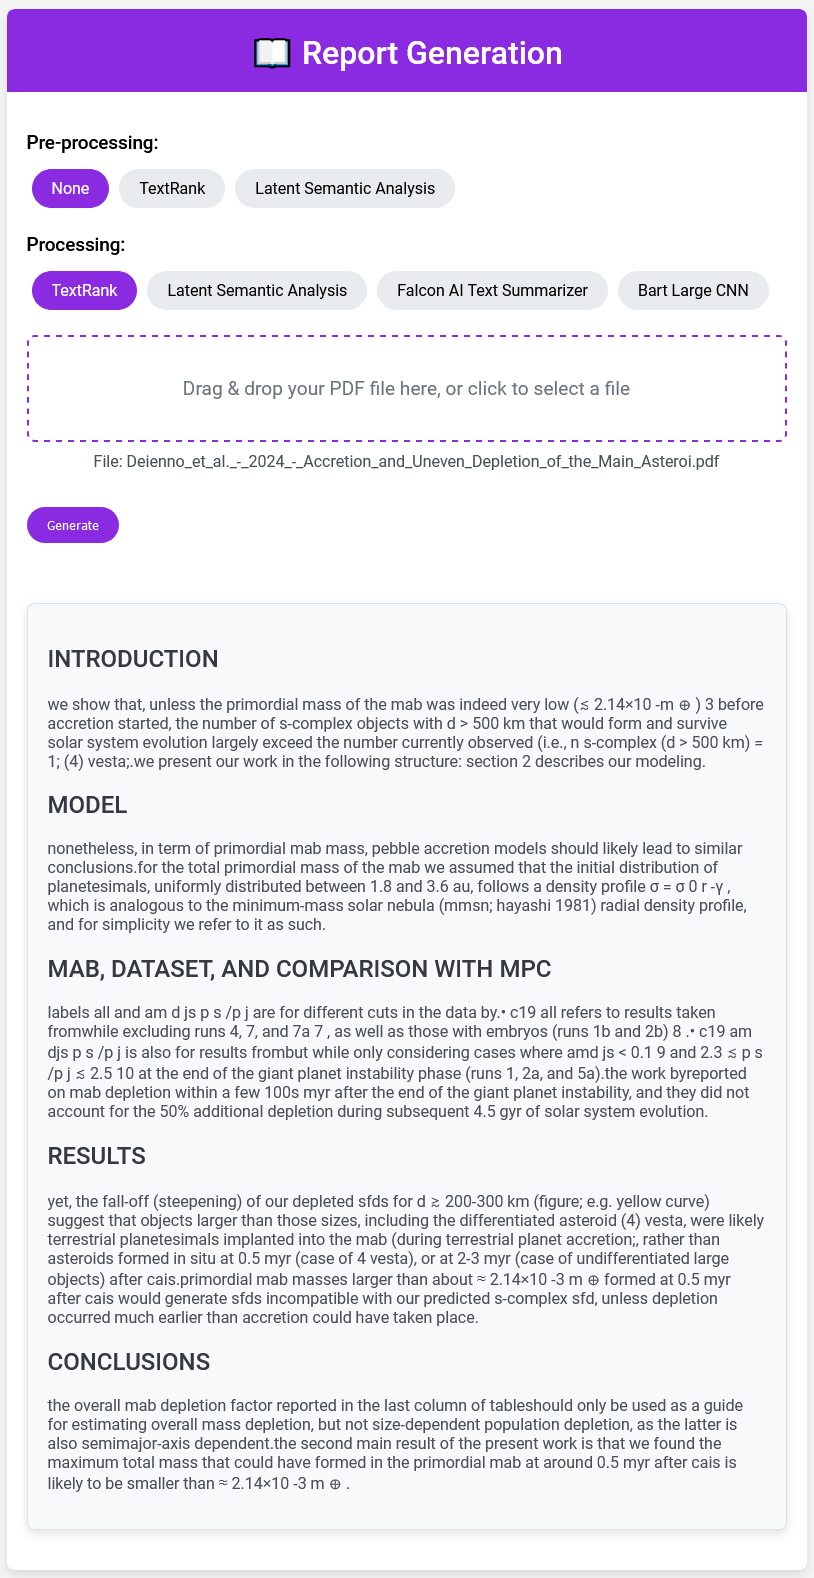 📖 Report Generation
Pre-processing:
None TextRank Latent Semantic Analysis
Processing:
TextRank Latent Semantic Analysis Falcon AI Text Summarizer Bart Large CNN
Drag & drop your PDF file here, or click to select a file
File: Deienno_et_al._-_2024_-_Accretion_and_Uneven_Depletion_of_the_Main_Asteroi.pdf
Generate
INTRODUCTION
we show that, unless the primordial mass of the mab was indeed very low (≲ 2.14×10 -m ⊕ ) 3 before
accretion started, the number of s-complex objects with d > 500 km that would form and survive
solar system evolution largely exceed the number currently observed (i.e., n s-complex (d > 500 km) =
1; (4) vesta;.we present our work in the following structure: section 2 describes our modeling.
MODEL
nonetheless, in term of primordial mab mass, pebble accretion models should likely lead to similar
conclusions.for the total primordial mass of the mab we assumed that the initial distribution of
planetesimals, uniformly distributed between 1.8 and 3.6 au, follows a density profile σ = σ 0 r -γ ,
which is analogous to the minimum-mass solar nebula (mmsn; hayashi 1981) radial density profile,
and for simplicity we refer to it as such.
MAB, DATASET, AND COMPARISON WITH MPC
labels all and am d js p s /p j are for different cuts in the data by.• c19 all refers to results taken
fromwhile excluding runs 4, 7, and 7a 7 , as well as those with embryos (runs 1b and 2b) 8 .• c19 am
djs p s /p j is also for results frombut while only considering cases where amd js < 0.1 9 and 2.3 ≲ p s
/p j ≲ 2.5 10 at the end of the giant planet instability phase (runs 1, 2a, and 5a).the work byreported
on mab depletion within a few 100s myr after the end of the giant planet instability, and they did not
account for the 50% additional depletion during subsequent 4.5 gyr of solar system evolution.
RESULTS
yet, the fall-off (steepening) of our depleted sfds for d ≳ 200-300 km (figure; e.g. yellow curve)
suggest that objects larger than those sizes, including the differentiated asteroid (4) vesta, were likely
terrestrial planetesimals implanted into the mab (during terrestrial planet accretion;, rather than
asteroids formed in situ at 0.5 myr (case of 4 vesta), or at 2-3 myr (case of undifferentiated large
objects) after cais.primordial mab masses larger than about ≈ 2.14×10 -3 m ⊕ formed at 0.5 myr
after cais would generate sfds incompatible with our predicted s-complex sfd, unless depletion
occurred much earlier than accretion could have taken place.
CONCLUSIONS
the overall mab depletion factor reported in the last column of tableshould only be used as a guide
for estimating overall mass depletion, but not size-dependent population depletion, as the latter is
also semimajor-axis dependent.the second main result of the present work is that we found the
maximum total mass that could have formed in the primordial mab at around 0.5 myr after cais is
likely to be smaller than ≈ 2.14×10 -3 m ⊕ .